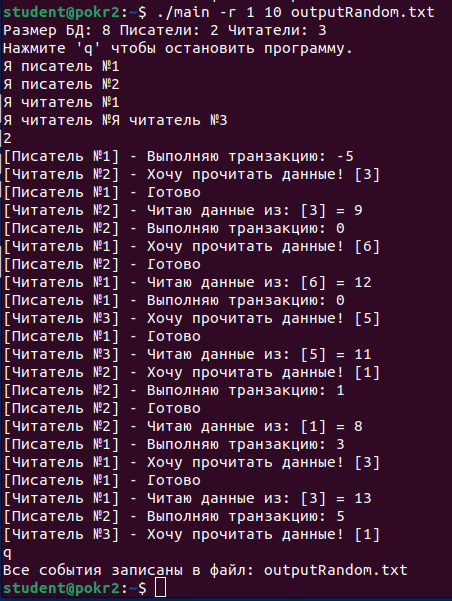 student@pokr2:~$ ./main -r 1 10 outputRandom.txt
Размер БД: 8 Писатели: 2 Читатели: 3
Нажмите 'q' чтобы остановить программу.
Я писатель №1
Я писатель №2
Я читатель №1
Я читатель №Я читатель №3
2
[Писатель №1] - Выполняю транзакцию: -5
[Читатель №2] - Хочу прочитать данные! [3]
[Писатель №1] - Готово
[Читатель №2] - Читаю данные из: [3] = 9
[Писатель №2] - Выполняю транзакцию: 0
[Читатель №1] - Хочу прочитать данные! [6]
[Писатель №2] - Готово
[Читатель №1] - Читаю данные из: [6] = 12
[Писатель №1] - Выполняю транзакцию: 0
[Читатель №3] - Хочу прочитать данные! [5]
[Писатель №1] - Готово
[Читатель №3] - Читаю данные из: [5] = 11
[Читатель №2] - Хочу прочитать данные! [1]
[Писатель №2] - Выполняю транзакцию: 1
[Писатель №2] - Готово
[Читатель №2] - Читаю данные из: [1] = 8
[Писатель №1] - Выполняю транзакцию: 3
[Читатель №1] - Хочу прочитать данные! [3]
[Писатель №1] - Готово
[Читатель №1] - Читаю данные из: [3] = 13
[Писатель №2] - Выполняю транзакцию: 5
[Читатель №3] - Хочу прочитать данные! [1]
q
Все события записаны в файл: outputRandom.txt
student@pokr2:~$